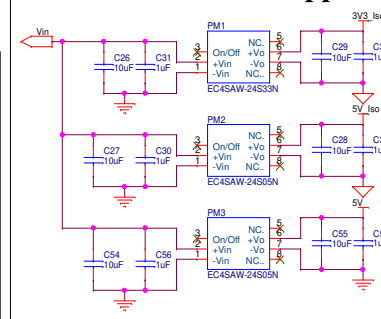 Vin
PM1
3V3_Iso
C26
10uF
C31
1uF
3
2
1
On/Off
+Vin
-Vin
NC.
+Vo
-Vo
NC..
5
6
7
8
C29
10uF
EC4SAW-24S33N
5V_Iso
PM2
C27
10uF
C30
1uF
3
2
1
On/Off
+Vin
-Vin
NC.
+Vo
-Vo
NC..
5
6
7
8
C28
10uF
EC4SAW-24S05N
5V
PM3
C54
10uF
C56
1uF
3
2
1
On/Off
+Vin
-Vin
NC.
+Vo
-Vo
NC..
5
6
7
8
C55
10uF
EC4SAW-24S05N